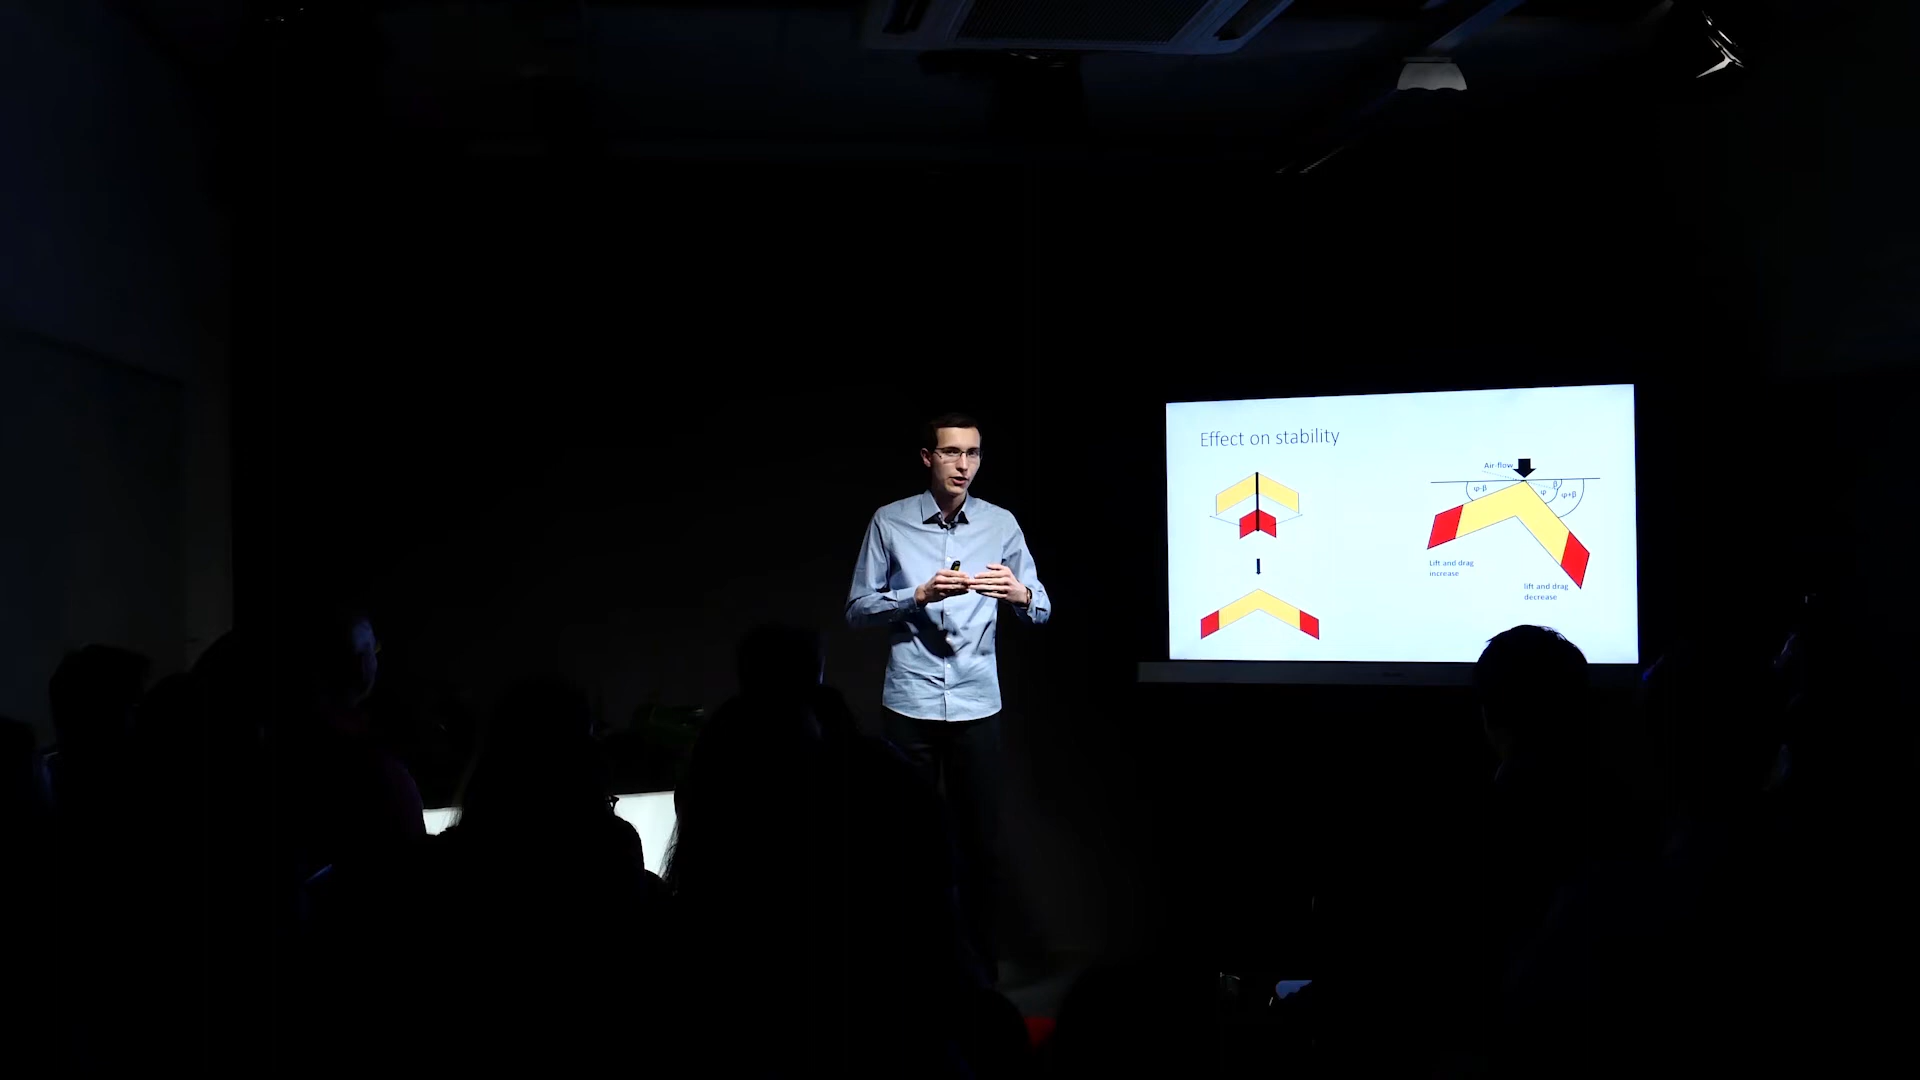 Effect on stability
Air-flow
φ-β
β
φ
φ+β
Lift and drag
increase
lift and drag
decrease